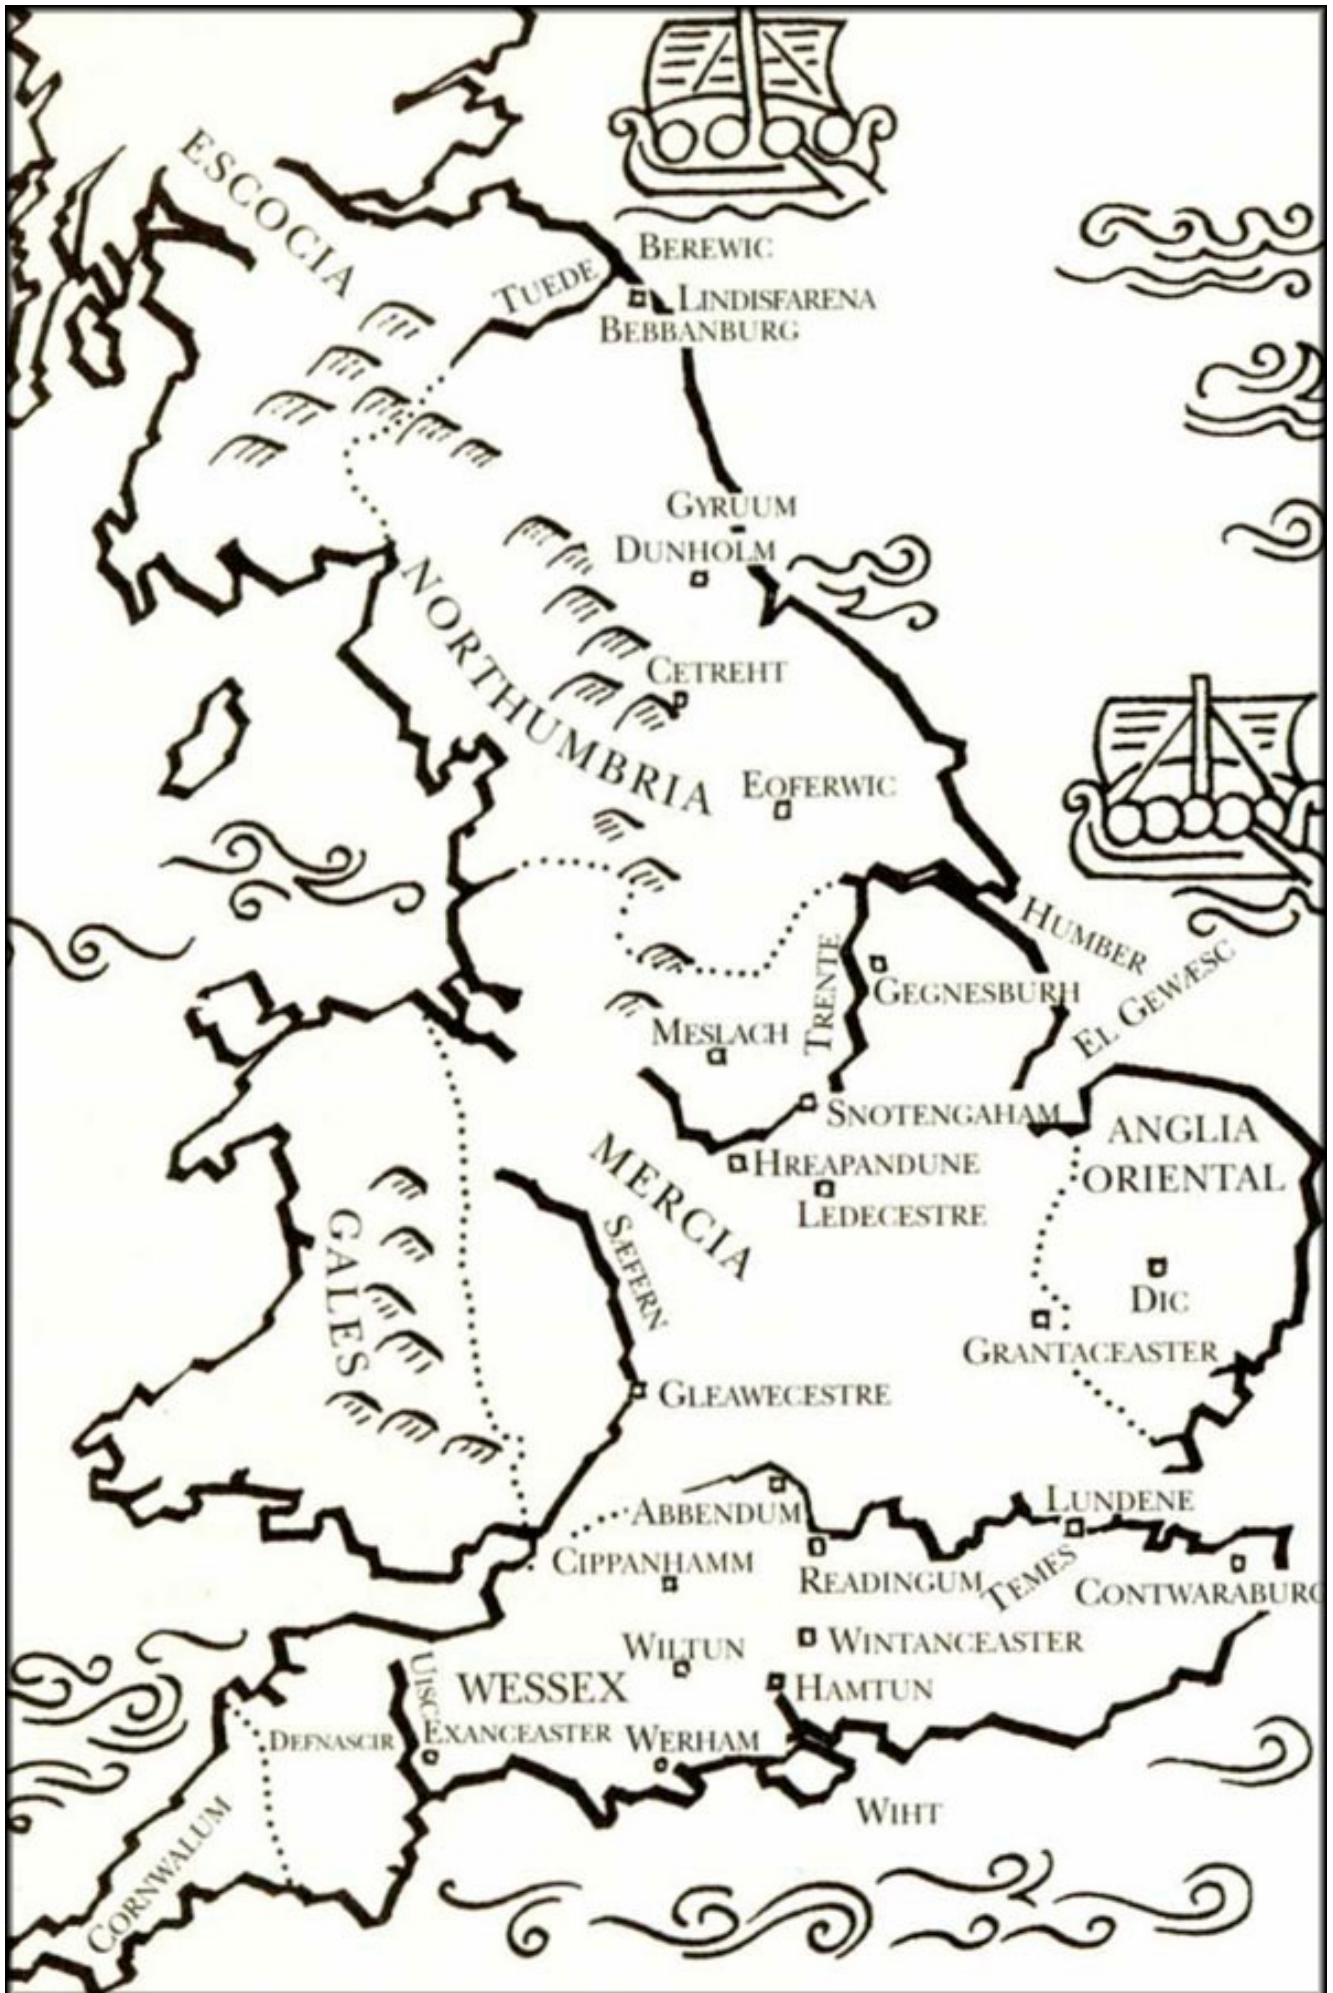 ESCOCIA
BEREWIC
TUEDE
LINDISFARENA
BEBBANBURG
GYRUUM
DUNHOLM
NORTHUMBRIA
CETREHT
EOFERWIC
HUMBER
TRENTE
GEGNESBURH
EL GEWÆSC
MESLACH
SNOTENGAHAM
ANGLIA
ORIENTAL
MERCIA
HREAPANDUNE
LEDECESTRE
GALES
SÆFERN
DIC
GRANTACEASTER
GLEAWECESTRE
ABBENDUM
LUNDENE
CIPPANHAMM
READINGUM
TEMES
CONTWARABURG
WILTUN
WINTANCEASTER
UISC
WESSEX
HAMTUN
DEFNASCIR
EXANCEASTER
WERHAM
CORNWALUM
WIHT